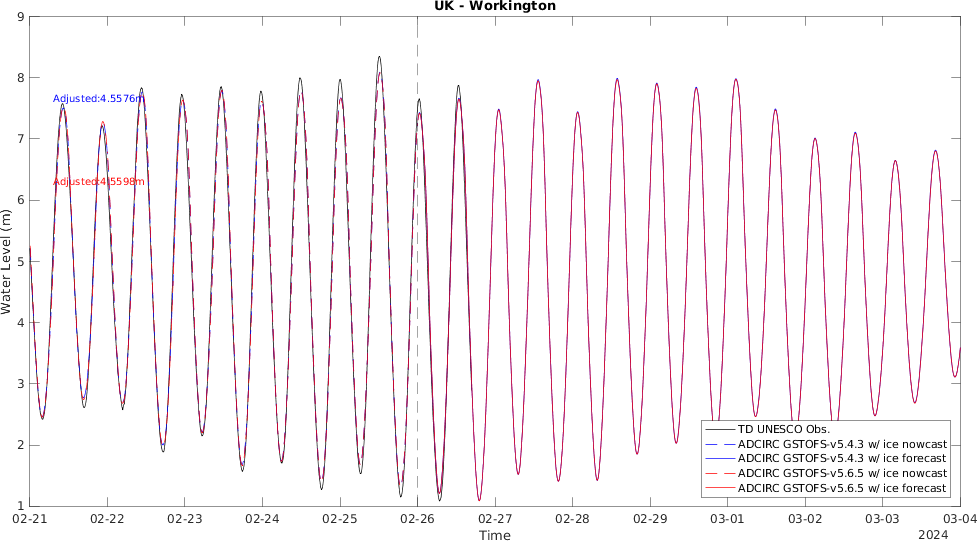 UK - Workington
9
8
7
6
5
4
3
2
1
Water Level (m)
Adjusted:4.5576m
Adjusted:4.5598m
TD UNESCO Obs.
ADCIRC GSTOFS-v5.4.3 w/ ice nowcast
ADCIRC GSTOFS-v5.4.3 w/ ice forecast
ADCIRC GSTOFS-v5.6.5 w/ ice nowcast
ADCIRC GSTOFS-v5.6.5 w/ ice forecast
02-21 02-22 02-23 02-24 02-25 02-26 02-27 02-28 02-29 03-01 03-02 03-03 03-04
Time
2024